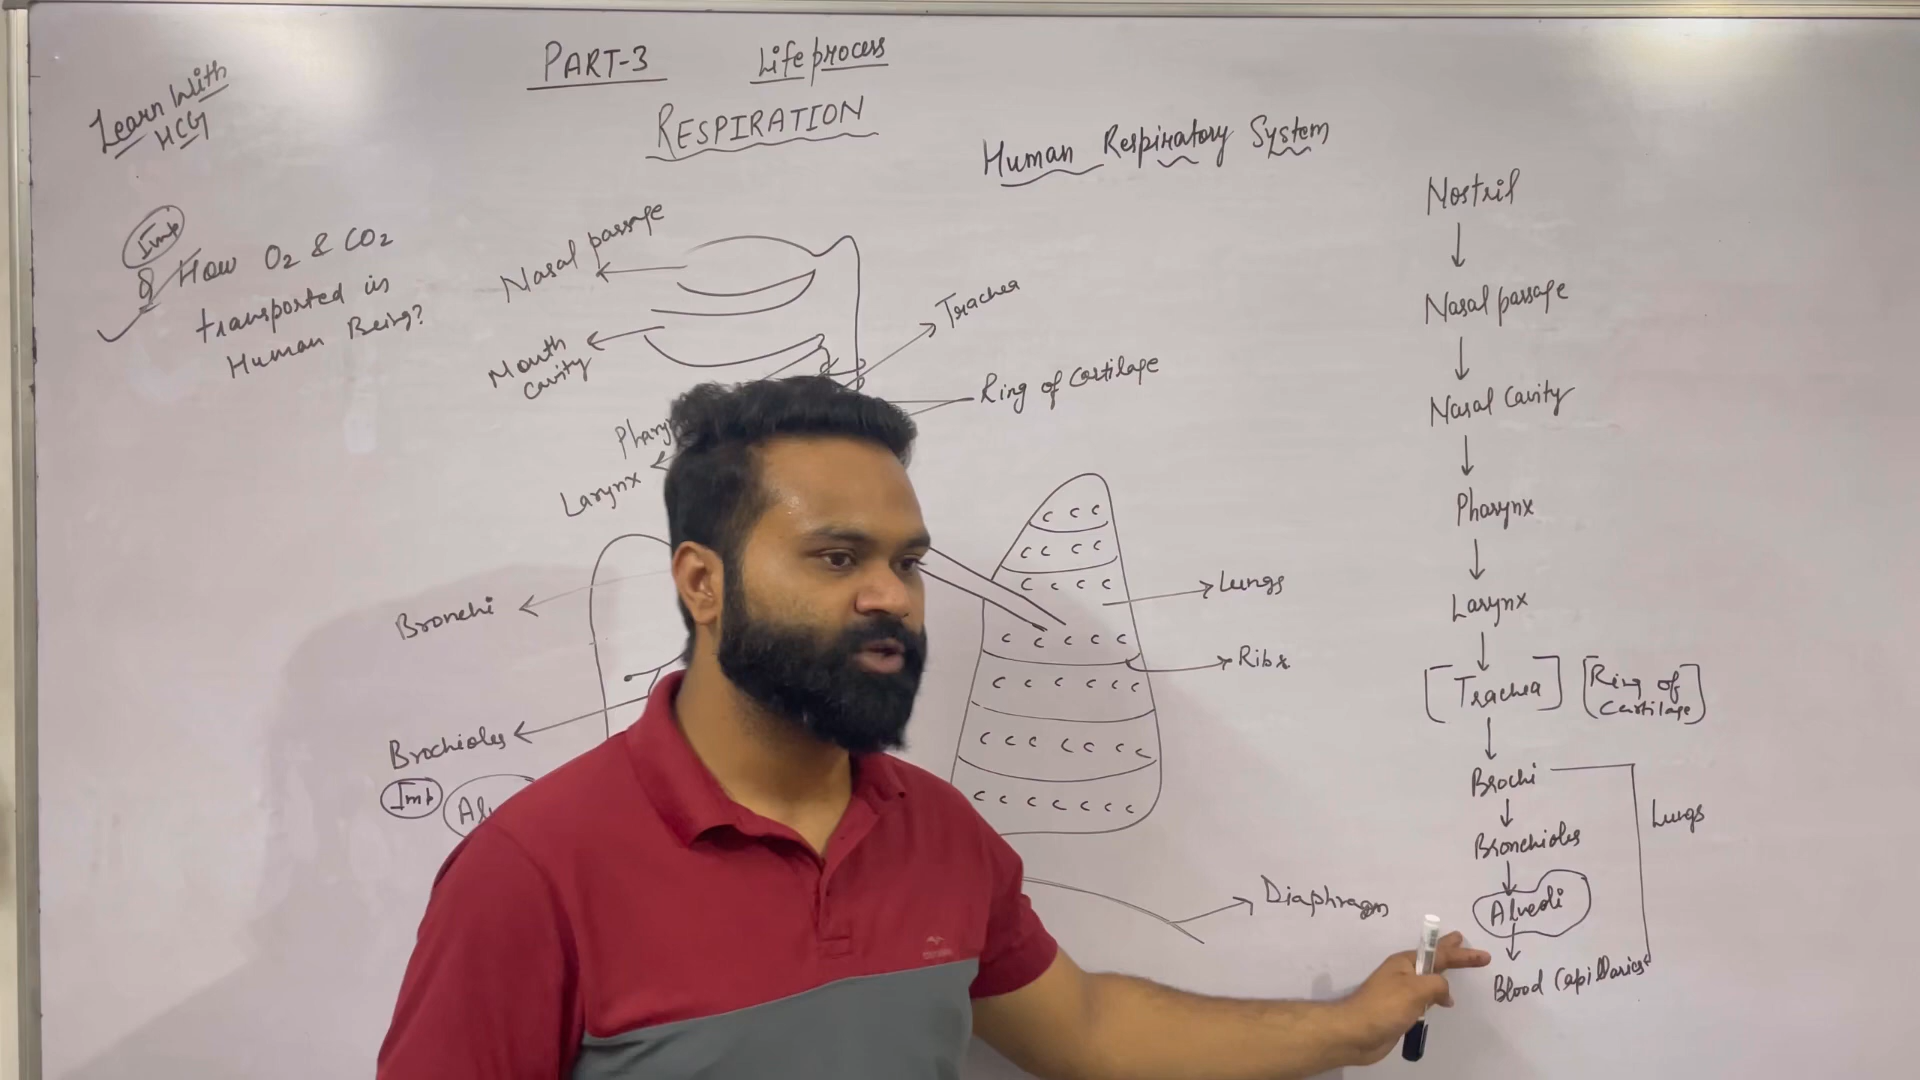 PART-3
Life process
RESPIRATION
Learn With
HCG
Human Respiratory System
Imp
Q How O2 & CO2
transported in
Human Being?
Nasal passage
Mouth
cavity
Trachea
Ring of Cartilage
Larynx
Bronchi
Brochioles
Imp
Lungs
Ribs
Diaphragm
Nostril
Nasal passage
Nasal Cavity
Pharynx
Larynx
[Trachea] [Ring of
Cartilage]
Brochi
Bronchioles
Lungs
Alveoli
Blood Capillaries